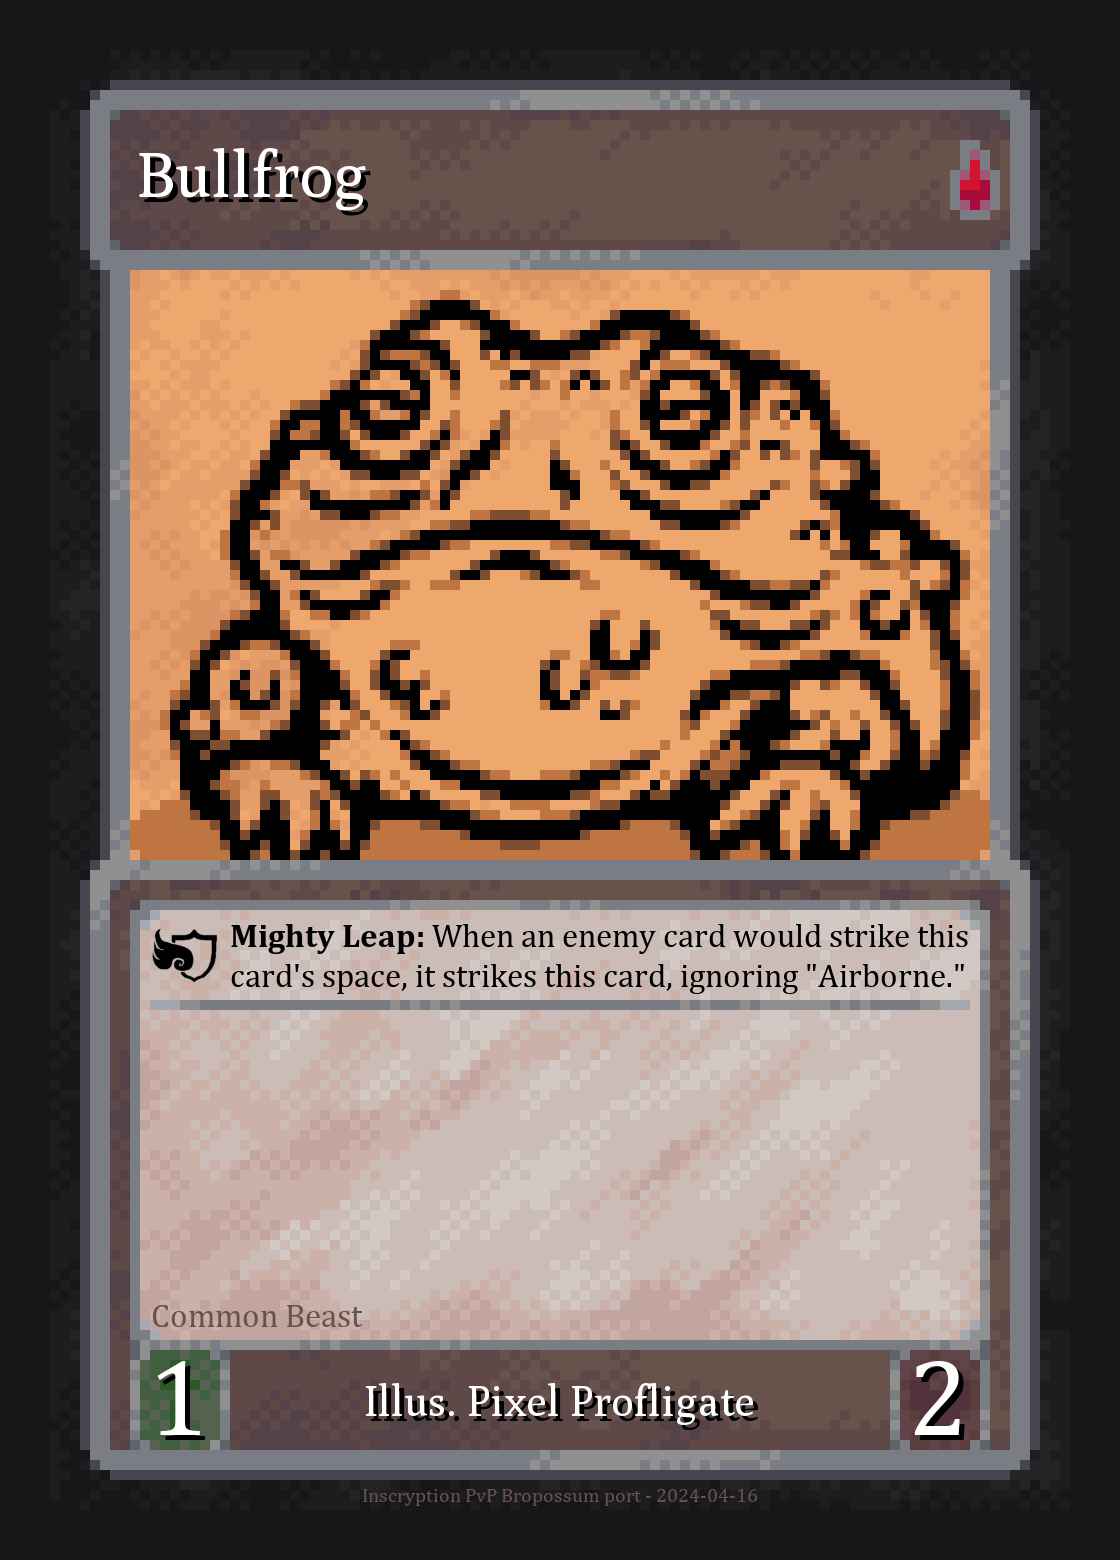 Bullfrog
Mighty Leap: When an enemy card would strike this
card's space, it strikes this card, ignoring "Airborne."
Common Beast
1
Illus. Pixel Profligate
2
Inscryption PvP Bropossum port - 2024-04-16